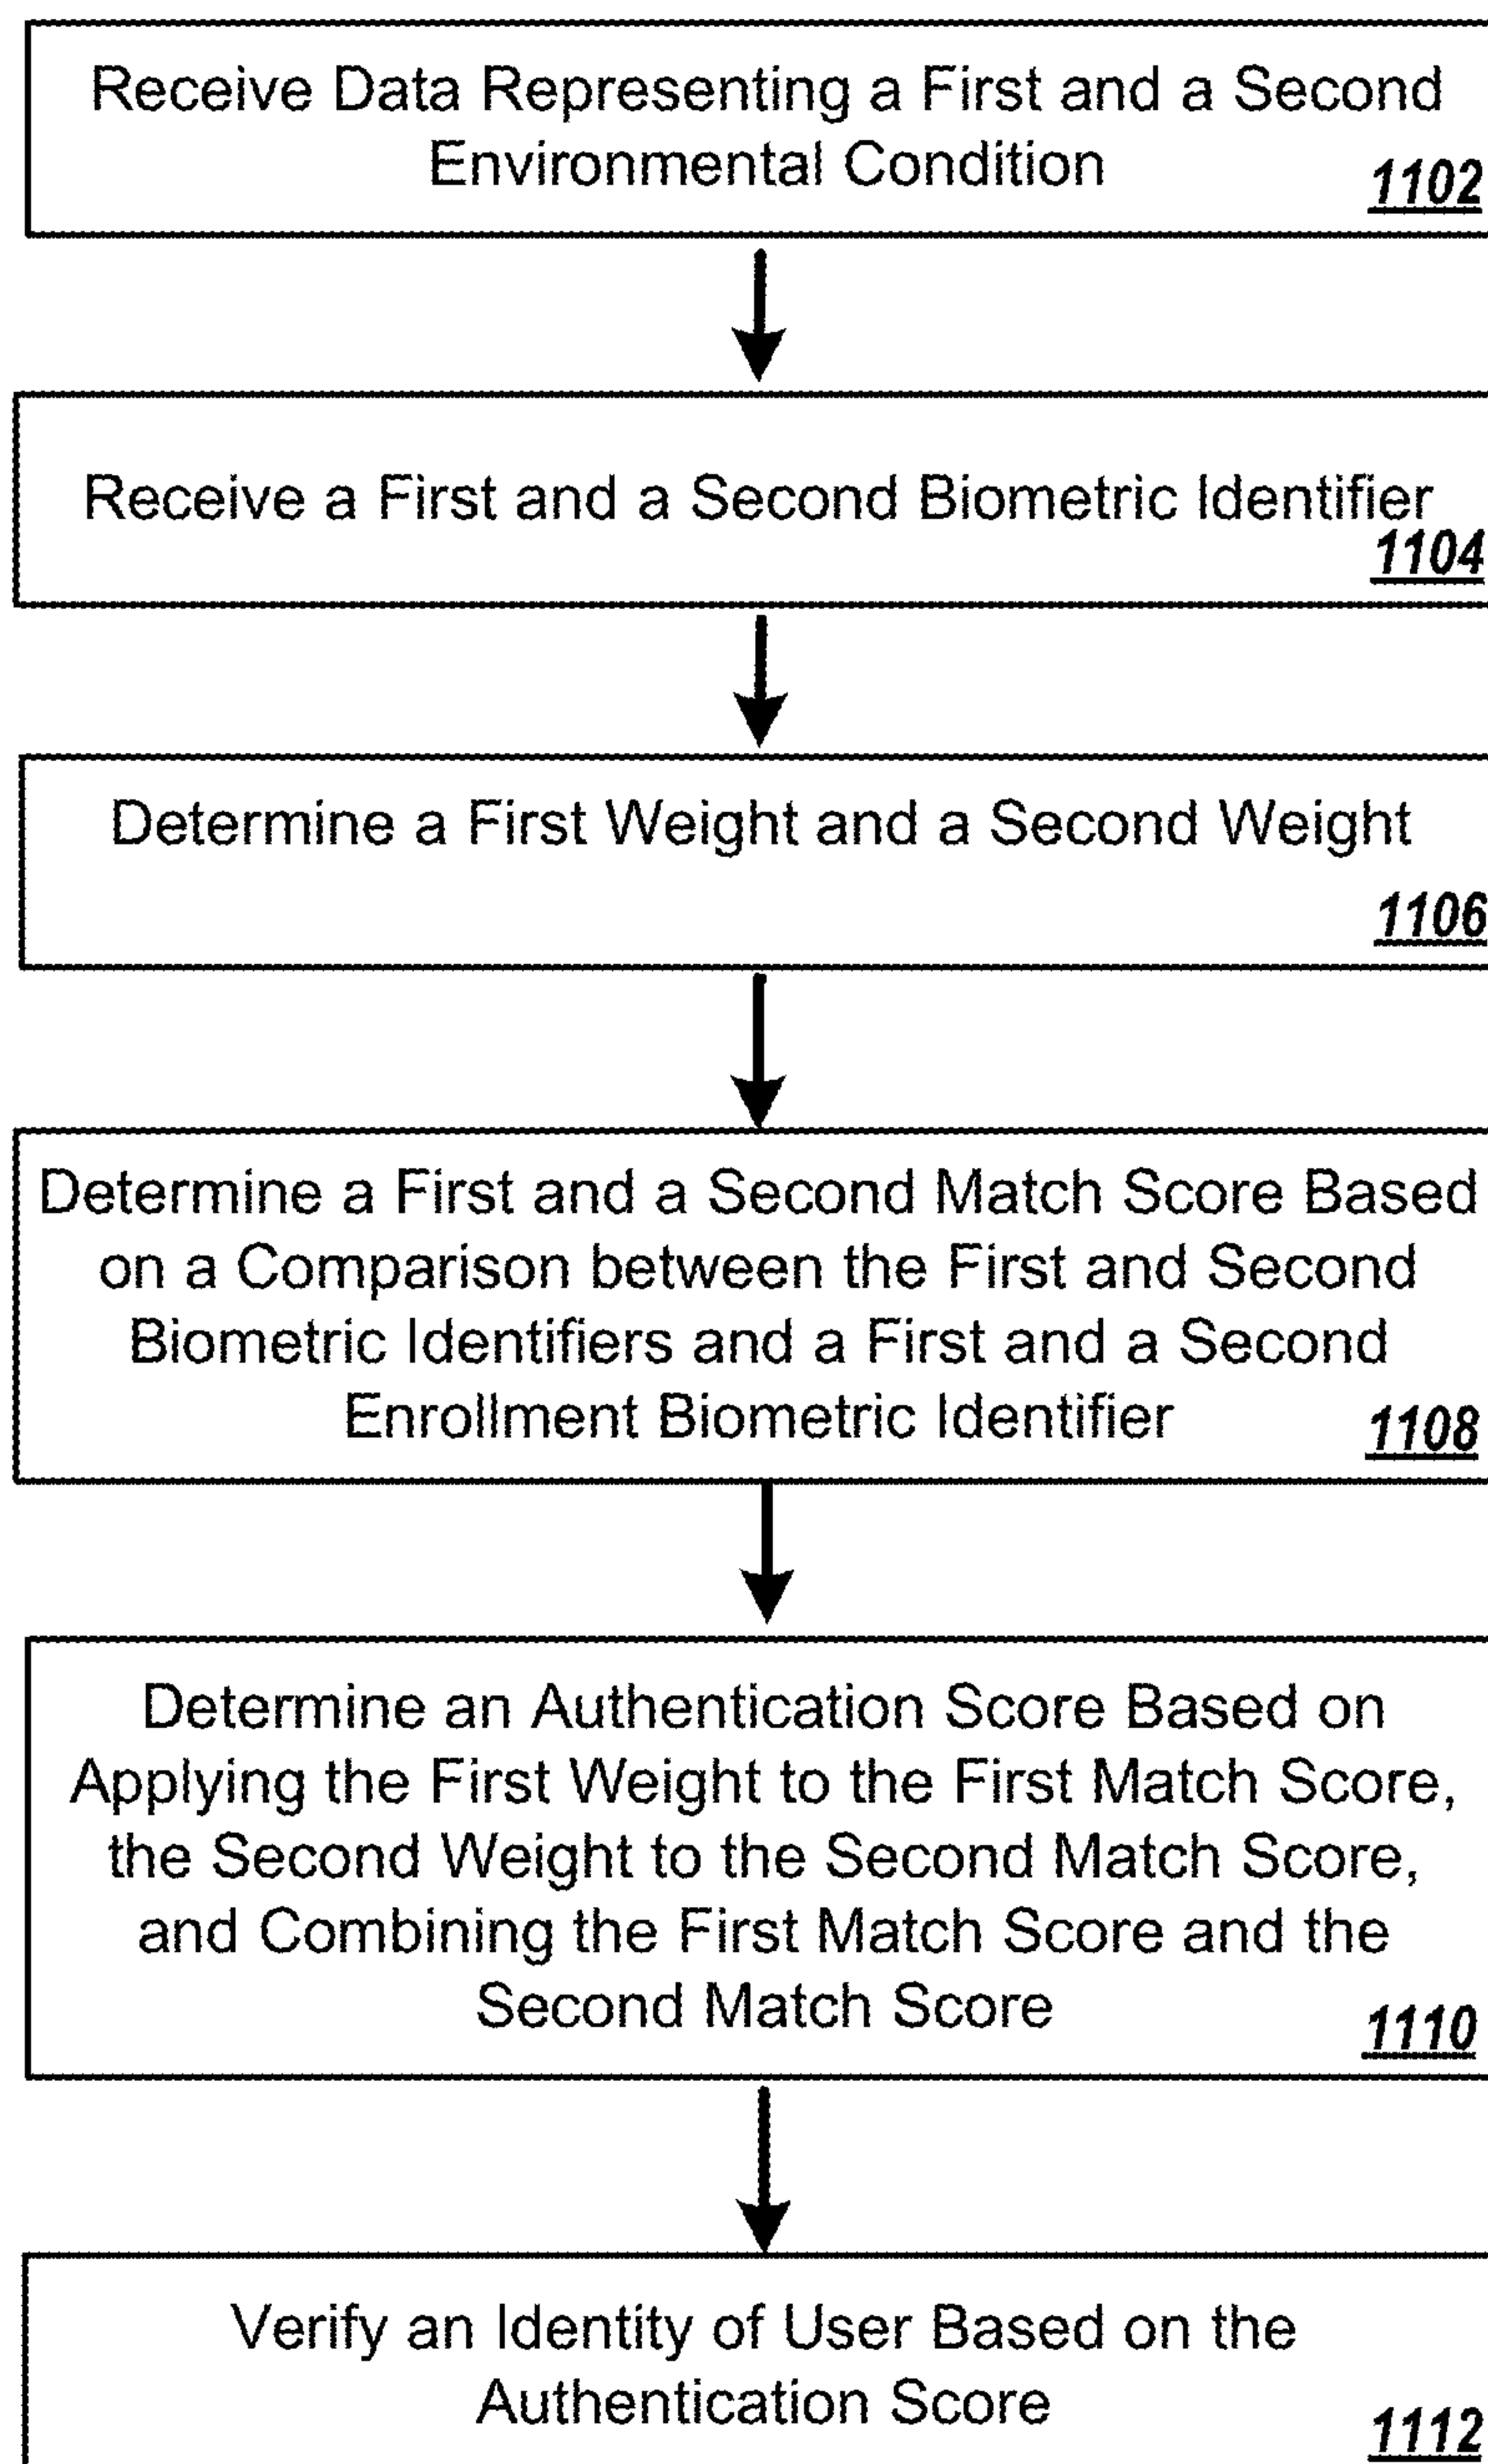 Receive Data Representing a First and a Second
Environmental Condition
1102
Receive a First and a Second Biometric Identifier
1104
Determine a First Weight and a Second Weight
1106
Determine a First and a Second Match Score Based
on a Comparison between the First and Second
Biometric Identifiers and a First and a Second
Enrollment Biometric Identifier
1108
Determine an Authentication Score Based on
Applying the First Weight to the First Match Score,
the Second Weight to the Second Match Score,
and Combining the First Match Score and the
Second Match Score
1110
Verify an Identity of User Based on the
Authentication Score
1112